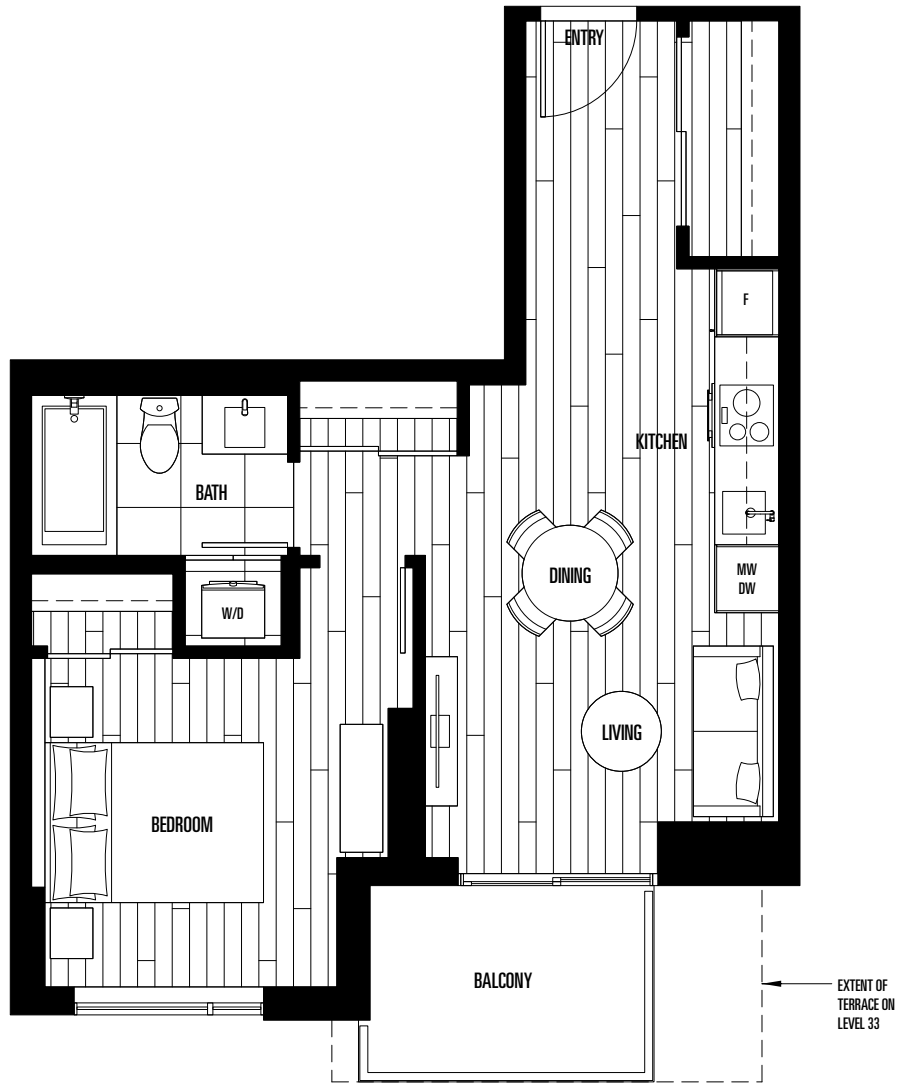 ENTRY
F
KITCHEN
BATH
DINING
MW
DW
W/D
LIVING
BEDROOM
BALCONY
EXTENT OF
TERRACE ON
LEVEL 33